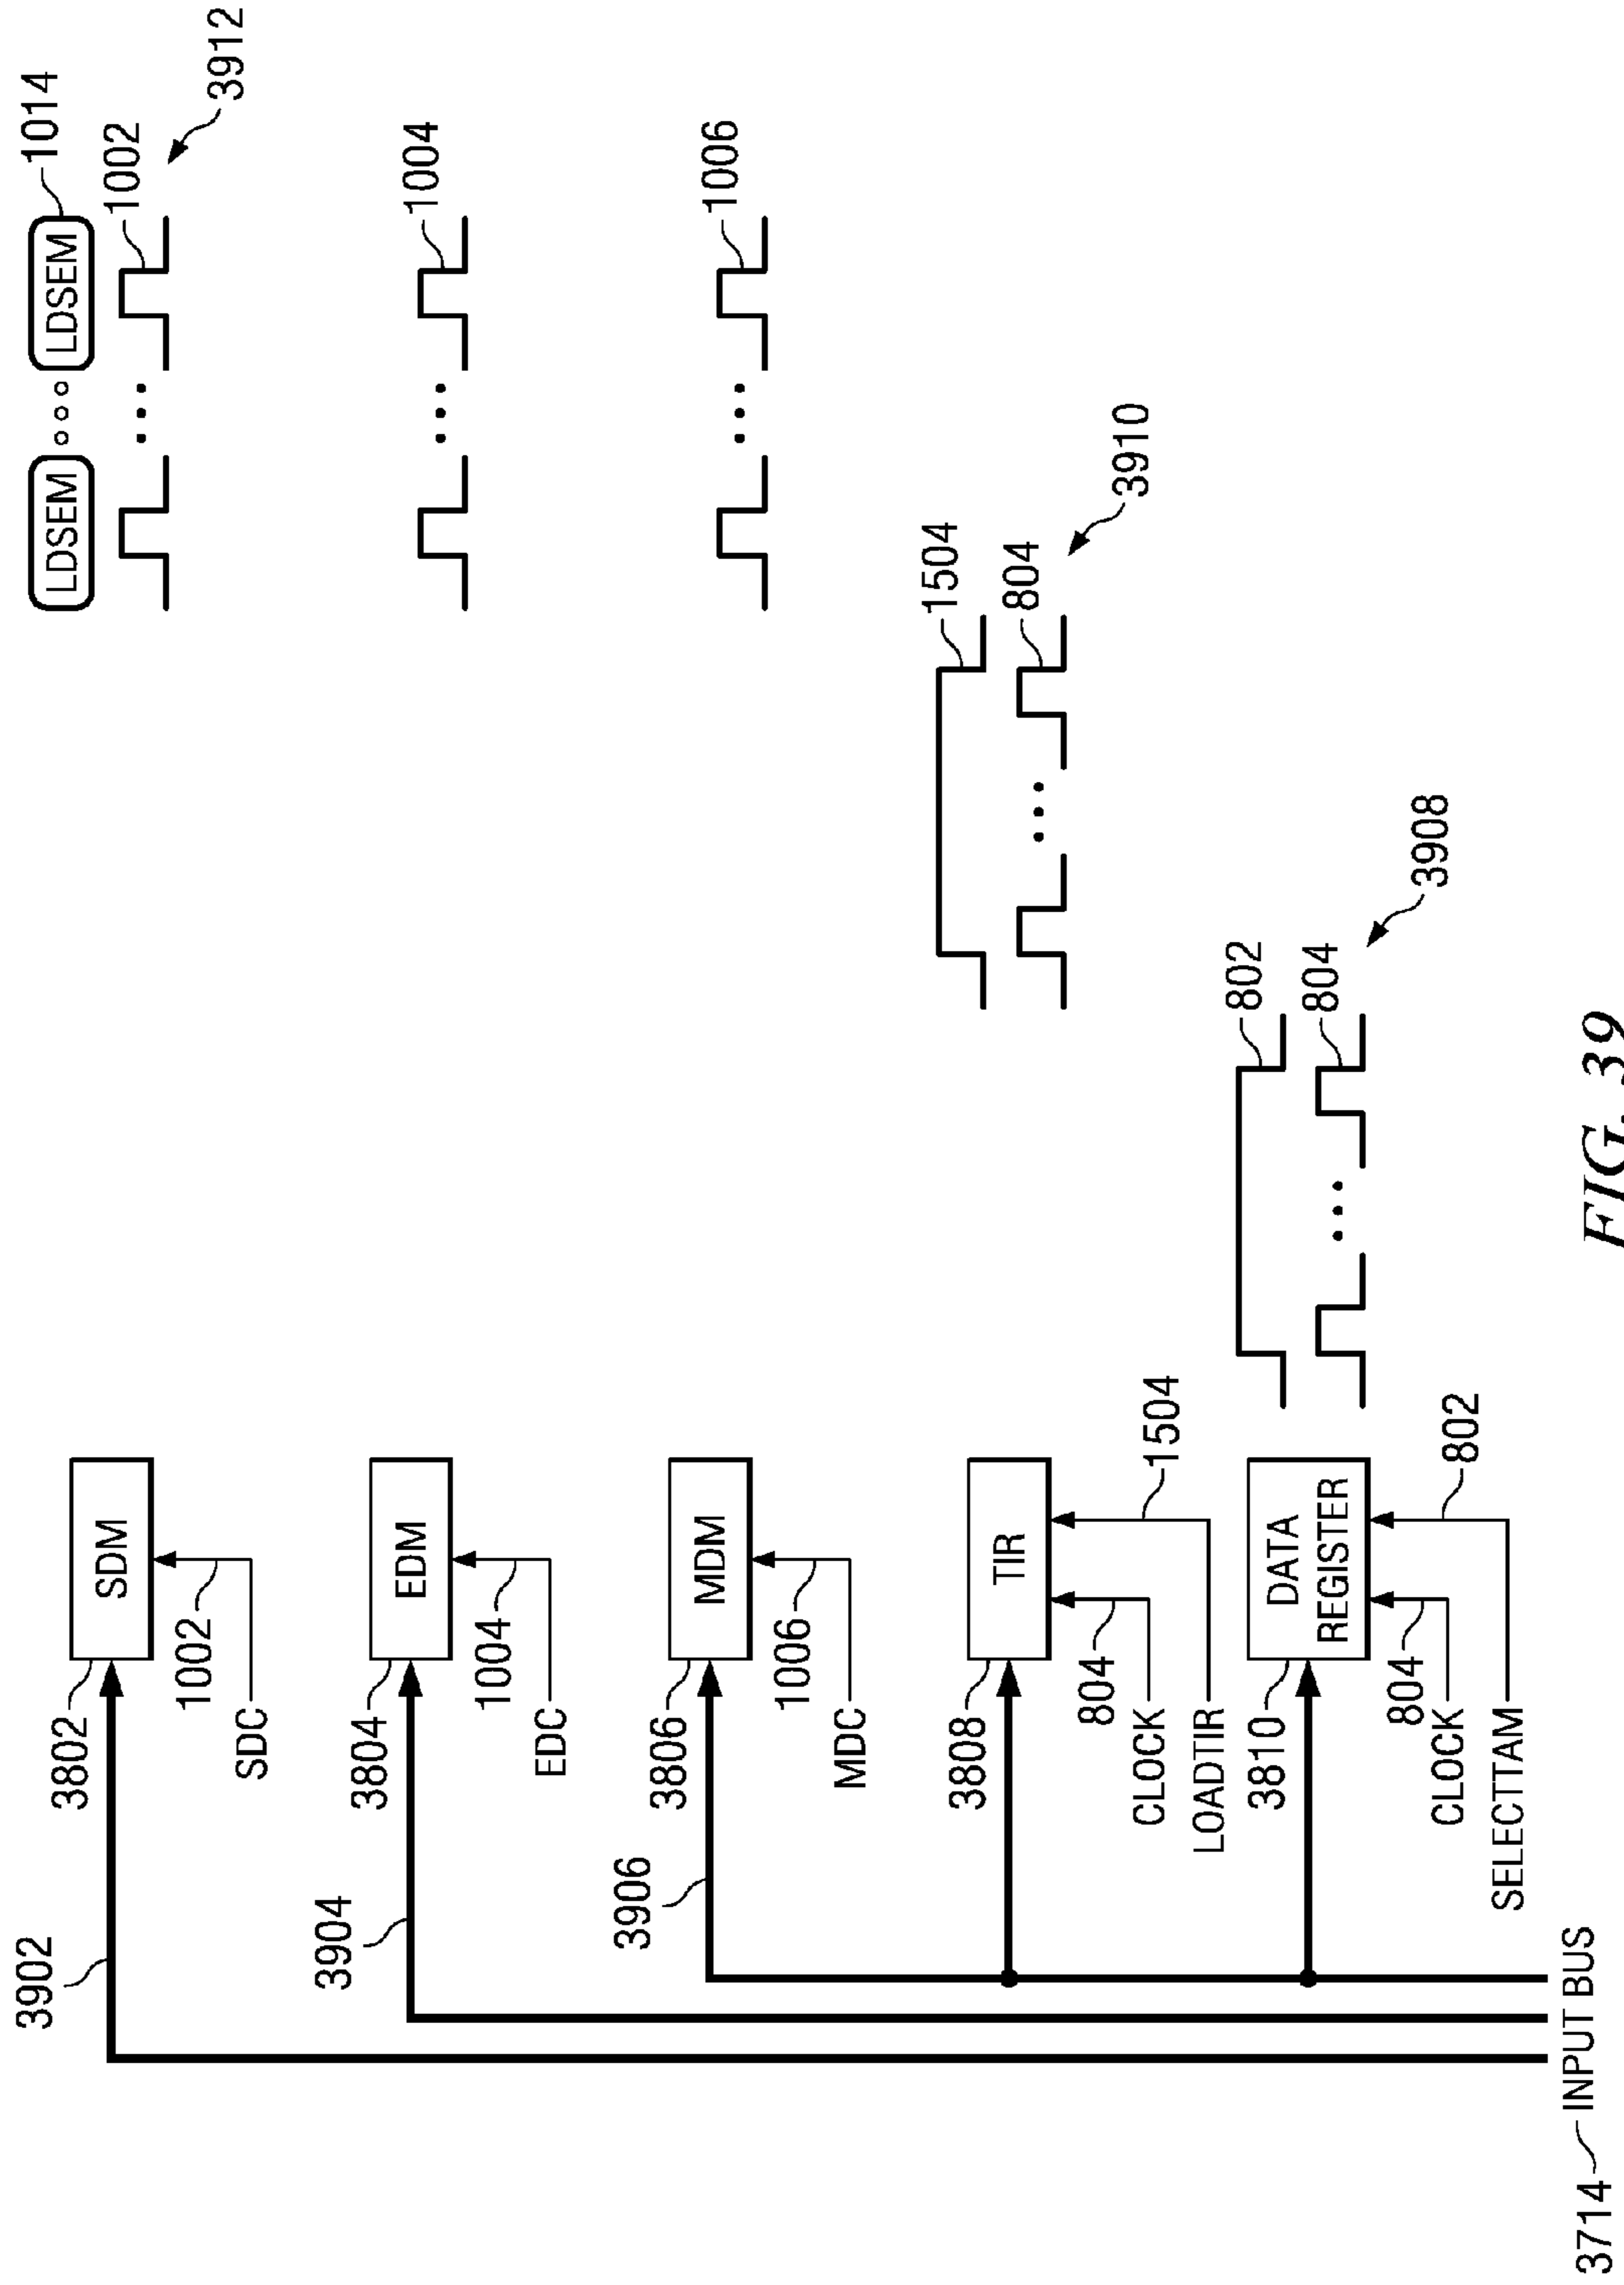 3902
3802
SDM
1002
SDC
LDSEM
LDSEM
1014
1002
3912
3904
3804
EDM
1004
EDC
1004
3906
3806
MDM
1006
MDC
1006
3808
TIR
804
CLOCK
1504
LOADTIR
1504
804
3910
3810
DATA
REGISTER
804
CLOCK
802
SELECTTAM
802
804
3908
3714
INPUT BUS
FIG. 39